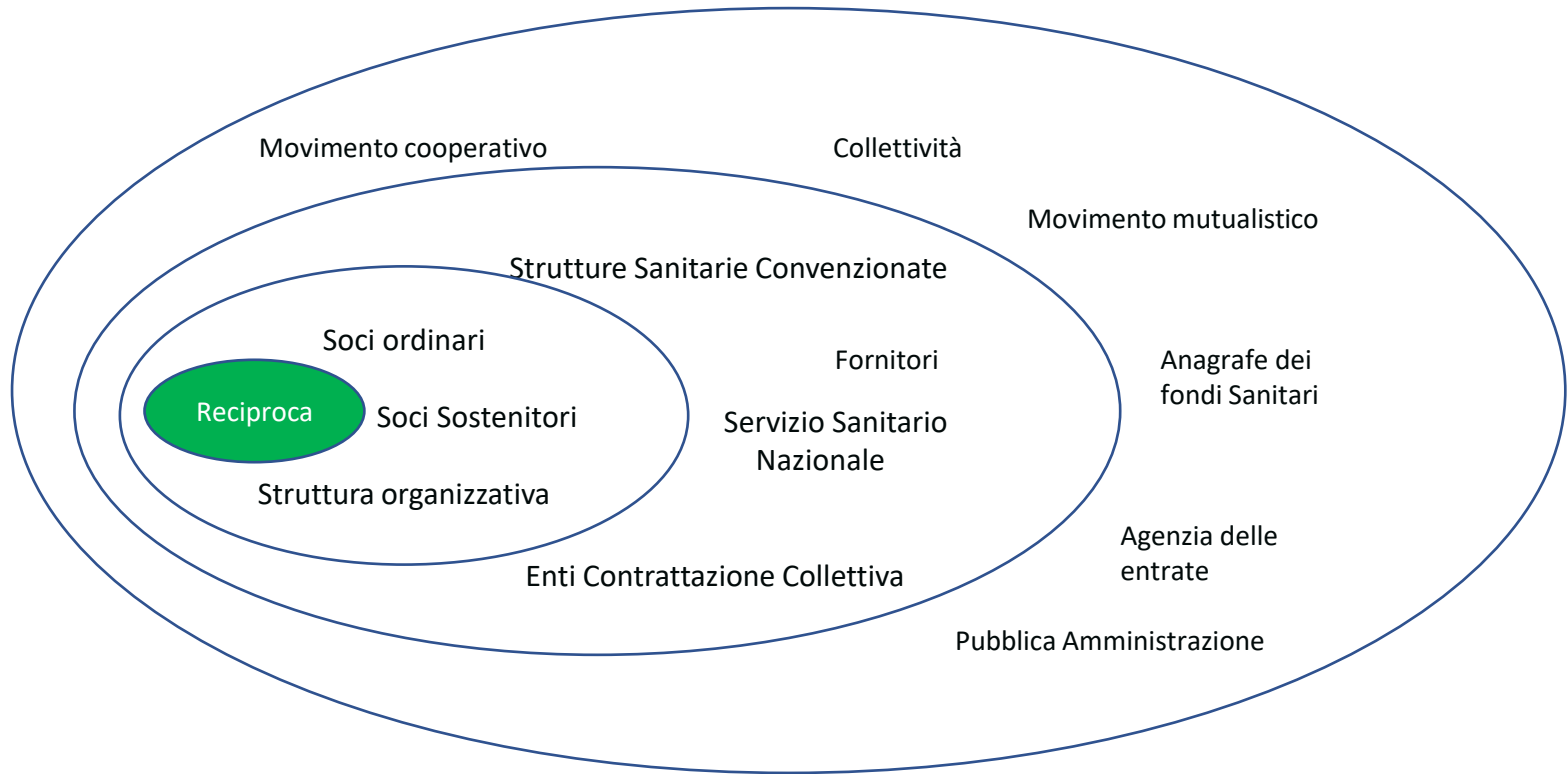 Movimento cooperativo
Collettività
Movimento mutualistico
Strutture Sanitarie Convenzionate
Soci ordinari
Fornitori
Anagrafe dei
fondi Sanitari
Reciproca
Soci Sostenitori
Servizio Sanitario
Nazionale
Struttura organizzativa
Agenzia delle
entrate
Enti Contrattazione Collettiva
Pubblica Amministrazione